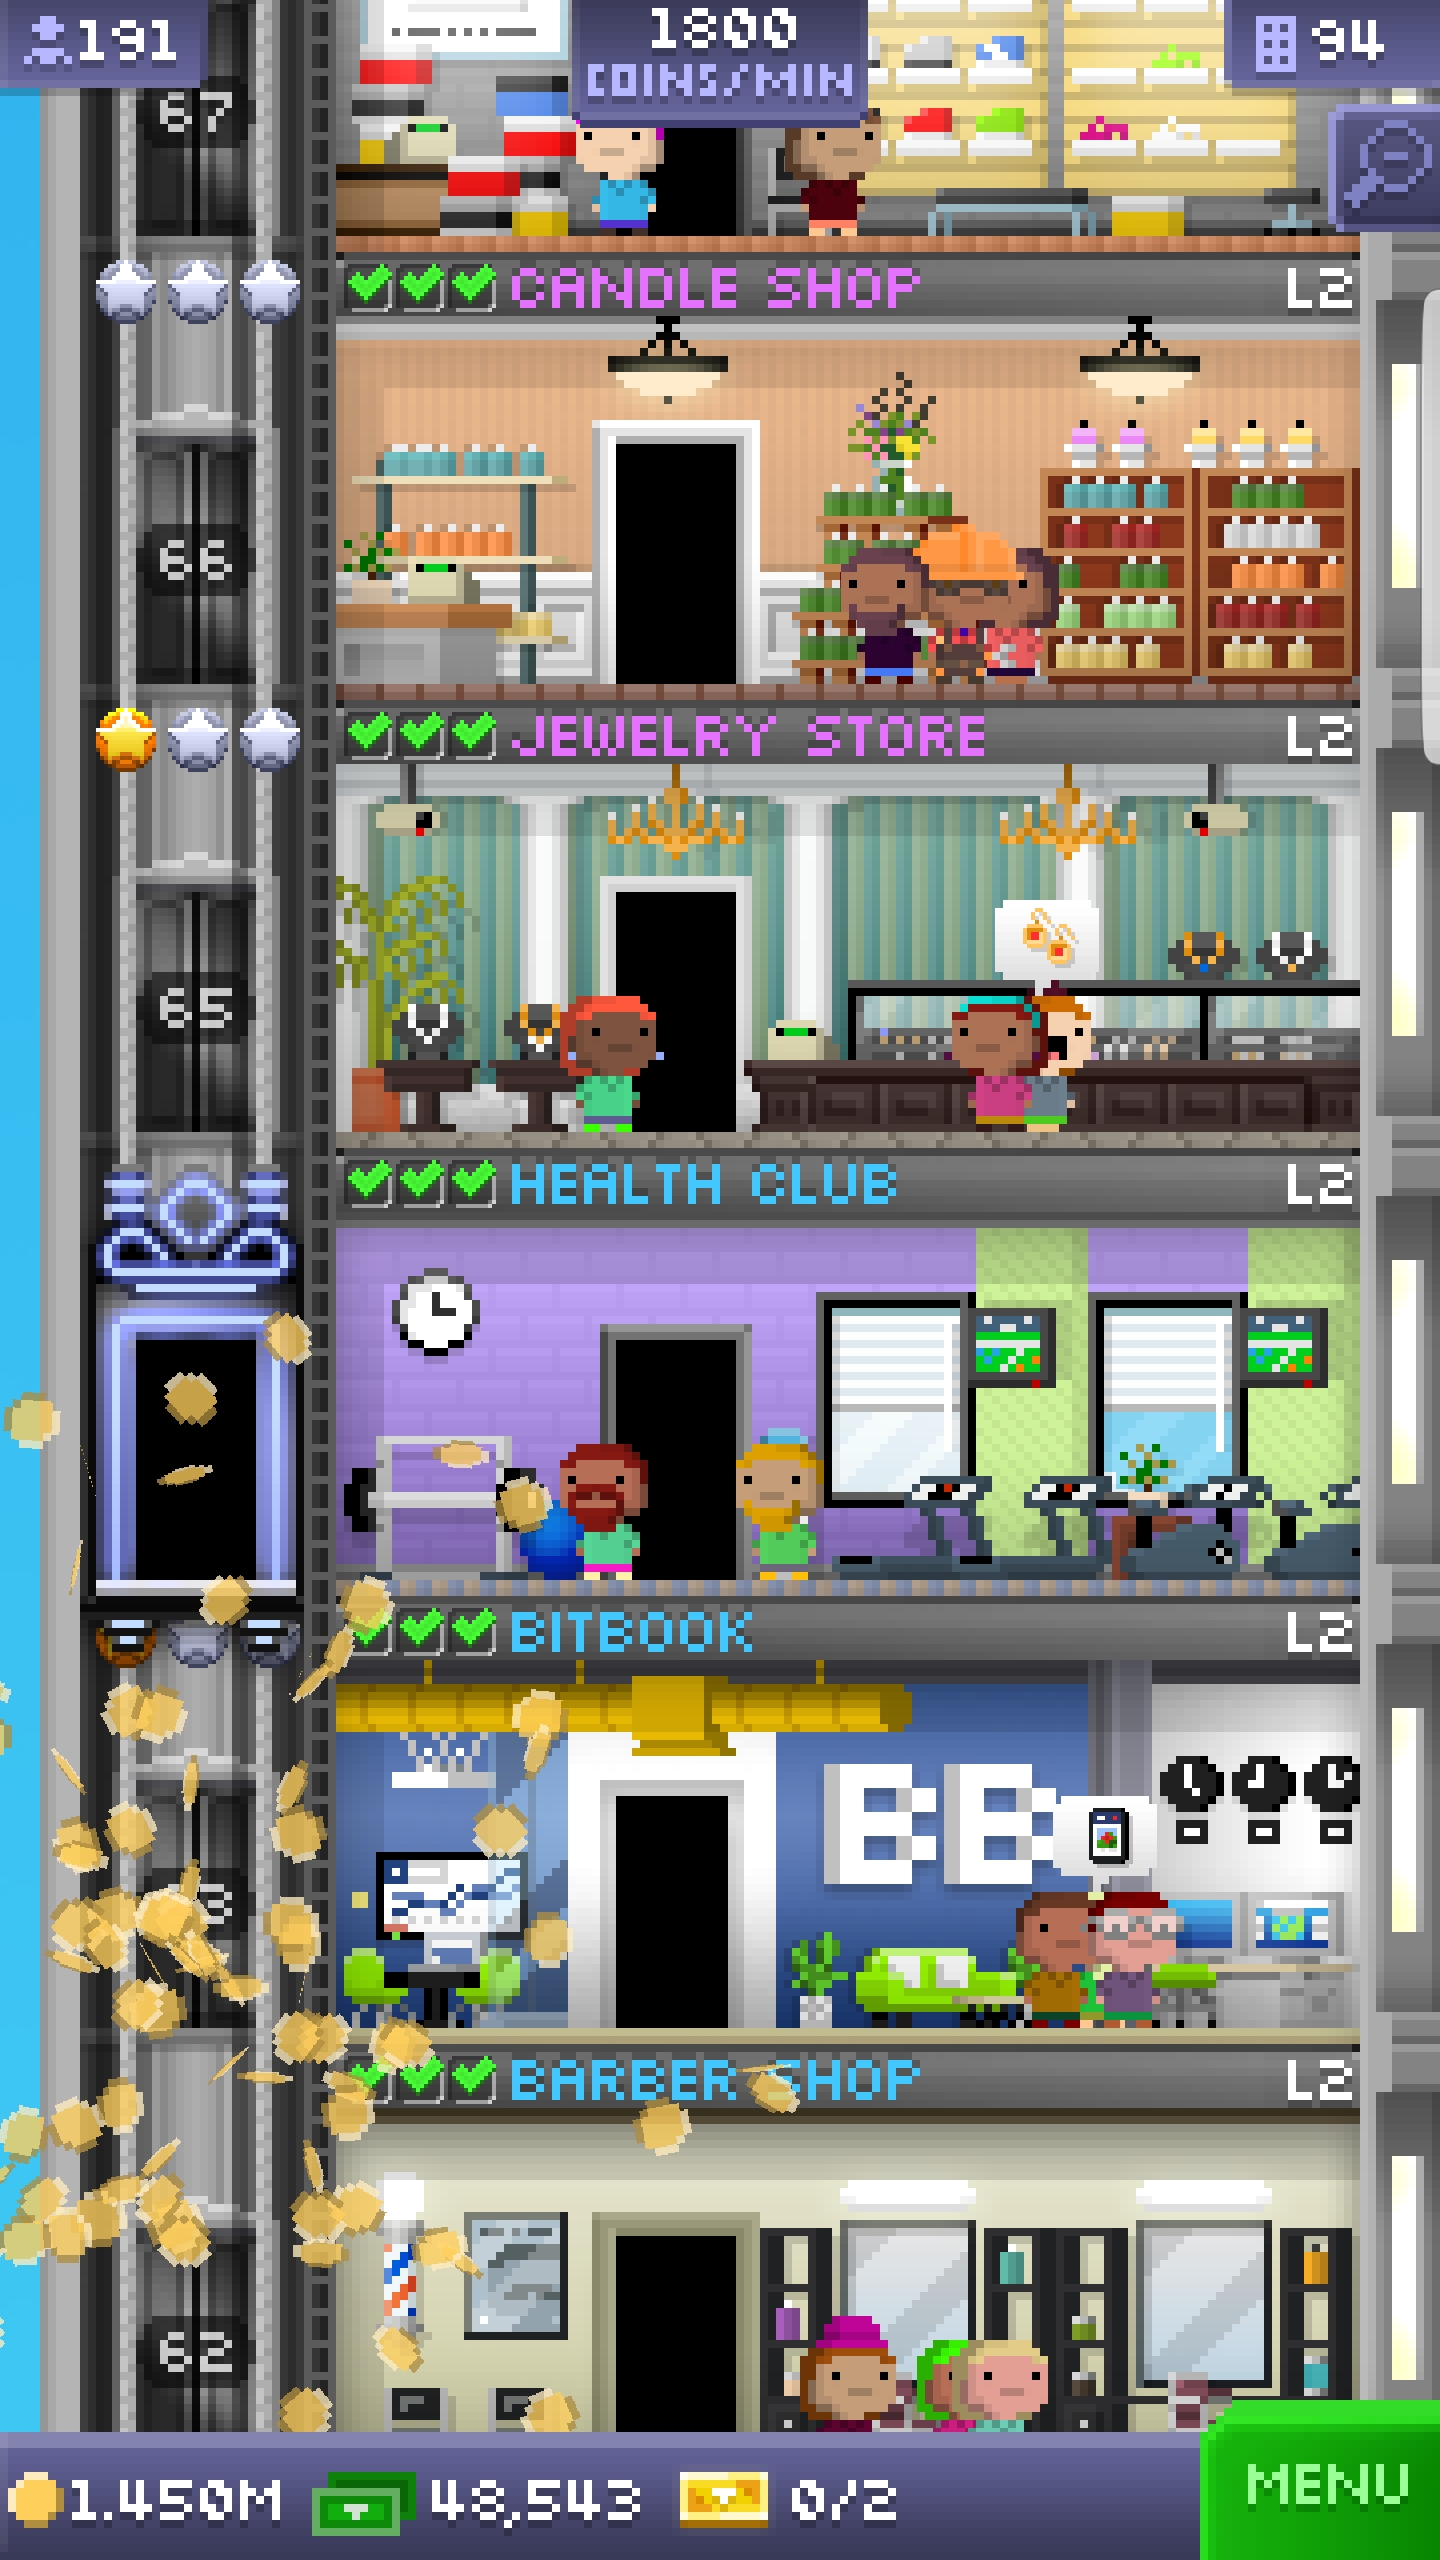 191
1800
COINS/MIN
94
67
CANDLE SHOP L2
66
JEWELRY STORE L2
65
HEALTH CLUB L2
BITBOOK L2
BB
BARBER SHOP L2
62
1.450M 48,543 0/2 MENU